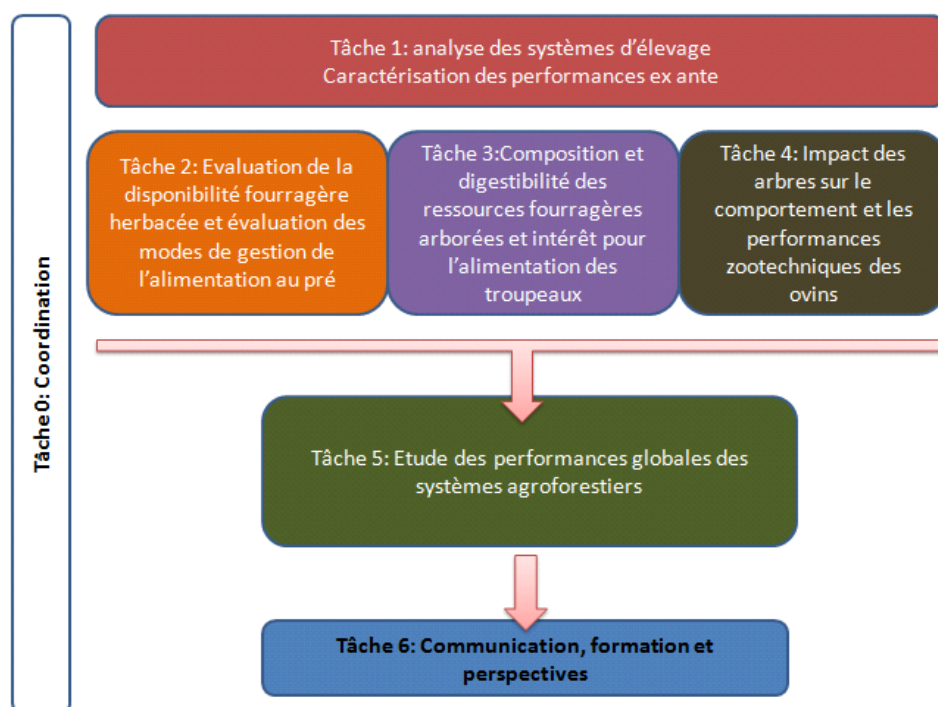 Tâche 0: Coordination
Tâche 1: analyse des systèmes d'élevage
Caractérisation des performances ex ante
Tâche 2: Evaluation de la
disponibilité fourragère
herbacée et évaluation des
modes de gestion de
l'alimentation au pré
Tâche 3:Composition et
digestibilité des
ressources fourragères
arborées et intérêt pour
l'alimentation des
troupeaux
Tâche 4: Impact des
arbres sur le
comportement et les
performances
zootechniques des
ovins
Tâche 5: Etude des performances globales des
systèmes agroforestiers
Tâche 6: Communication, formation et
perspectives